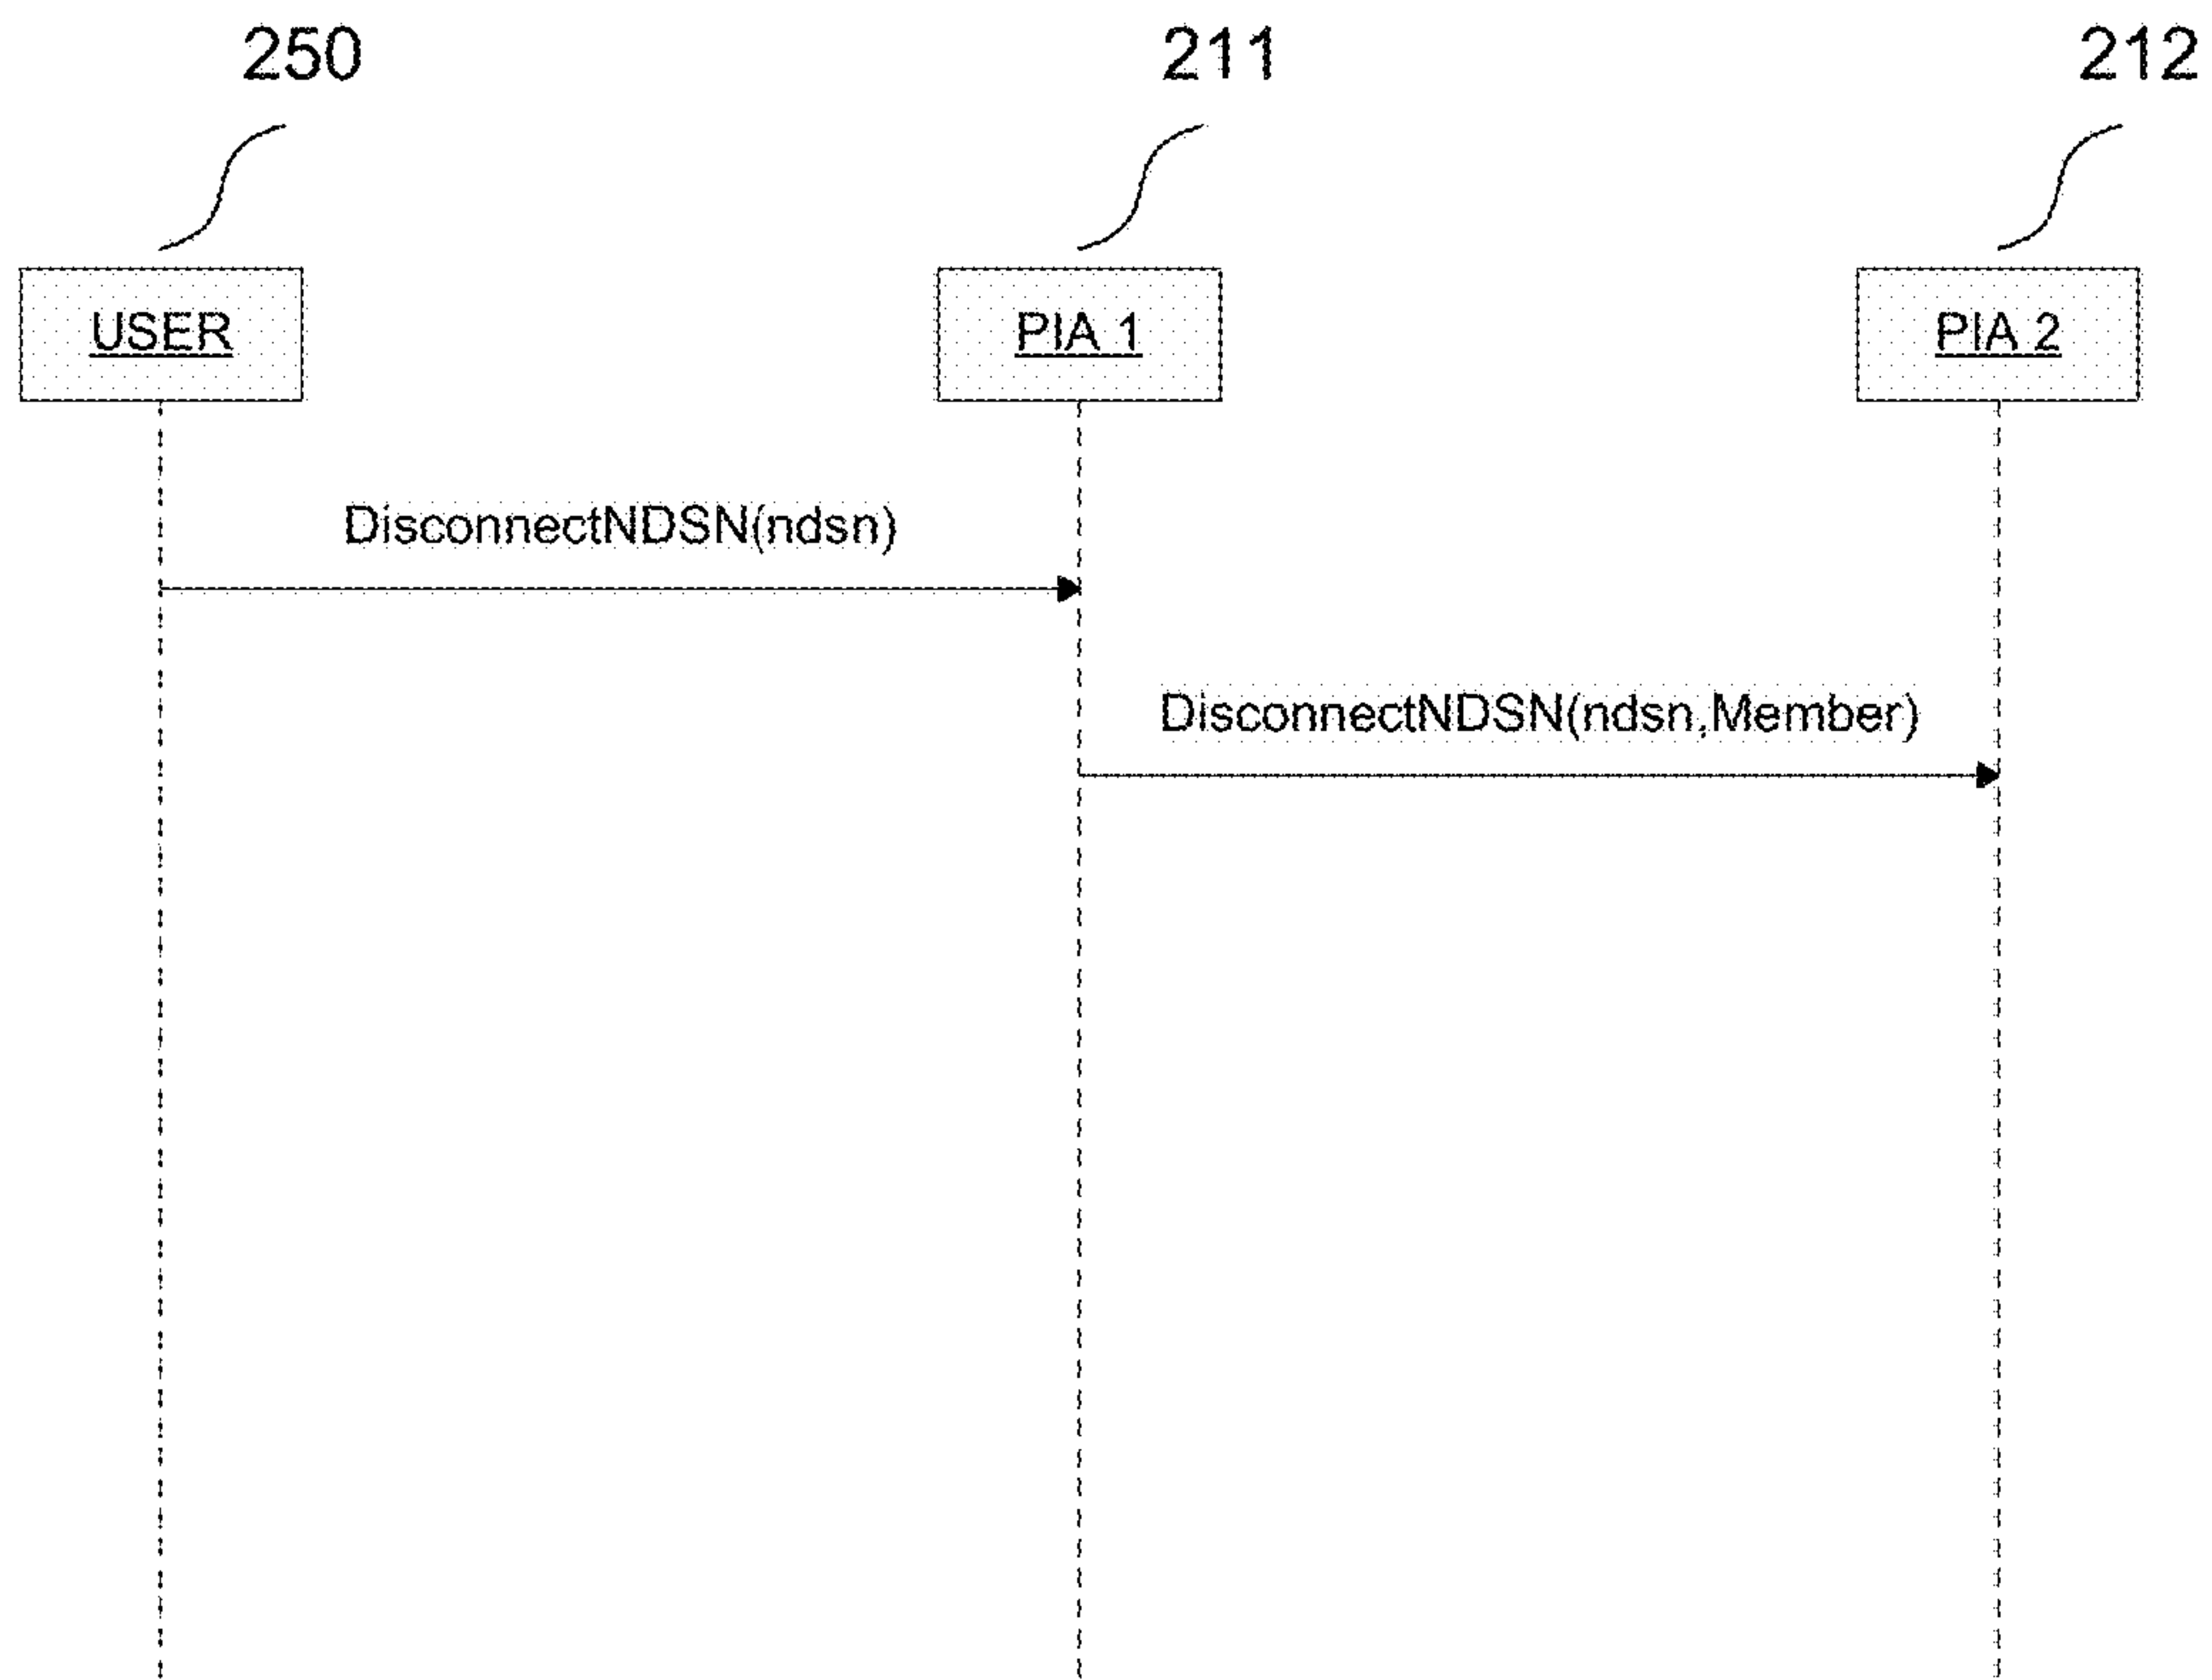 250 211 212
USER PIA 1 PIA 2
DisconnectNDSN(ndsn)
DisconnectNDSN(ndsn,Member)